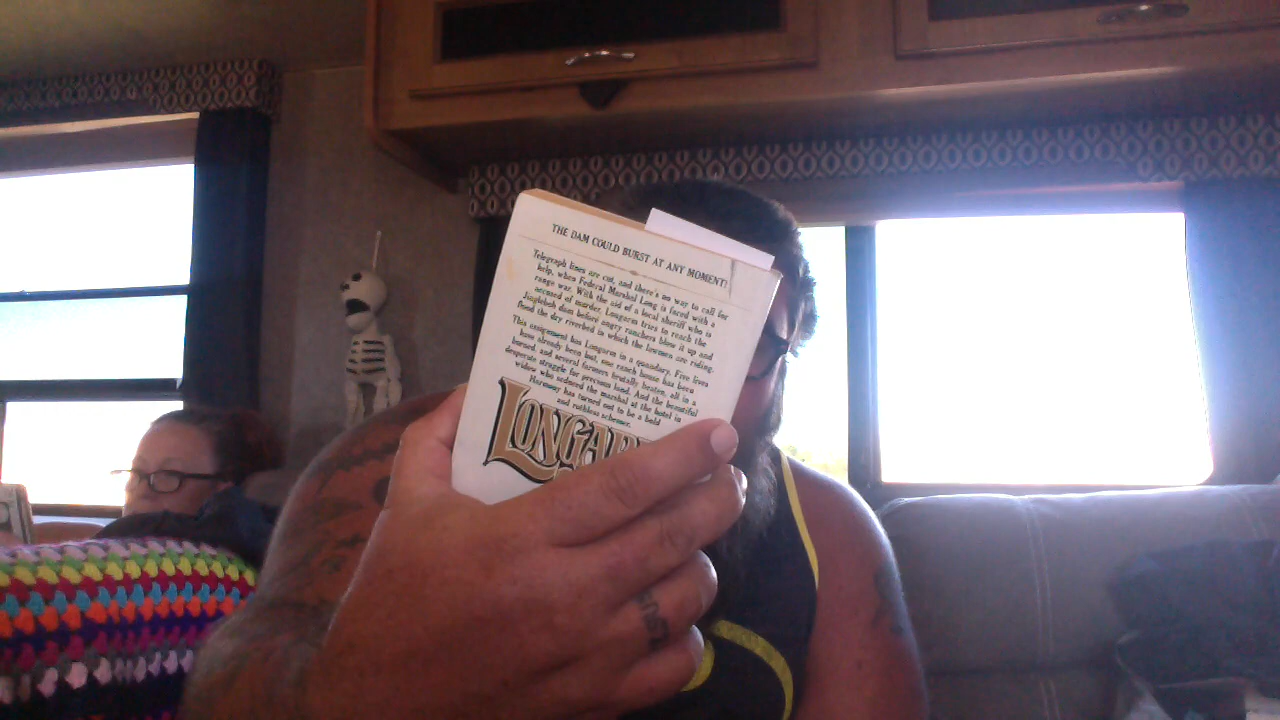 THE DAM COULD BURST AT ANY MOMENT!
Telegraph lines are cut, and there's no way to call for
help, when Federal Marshal Long is faced with a
range war. With the aid of a local sheriff who is
accused of murder, Longarm tries to reach the
Jinglebob dam before angry ranchers blow it up and
flood the dry riverbed in which the lawmen are riding.
This assignment has Longarm in a quandary. Five lives
have already been lost, one ranch house has been
burned, and several farmers brutally beaten, all in a
desperate struggle for precious land. And the beautiful
widow who seduced the marshal at the hotel in
Harmony has turned out to be a bold
and ruthless schemer.
LONGAR